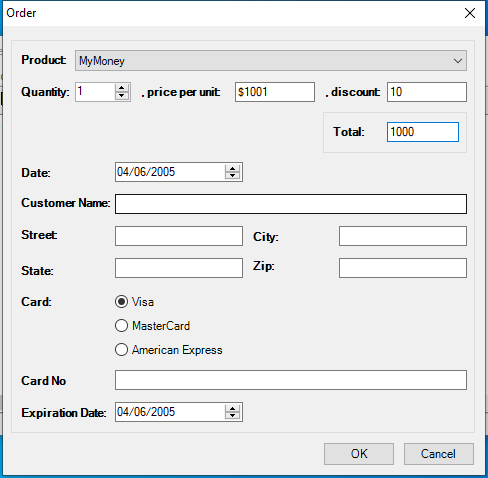 Order
Product: MyMoney
Quantity: 1 , price per unit: $1001 , discount: 10
Total: 1000
Date: 04/06/2005
Customer Name:
Street: City:
State: Zip:
Card: Visa
MasterCard
American Express
Card No
Expiration Date: 04/06/2005
OK Cancel